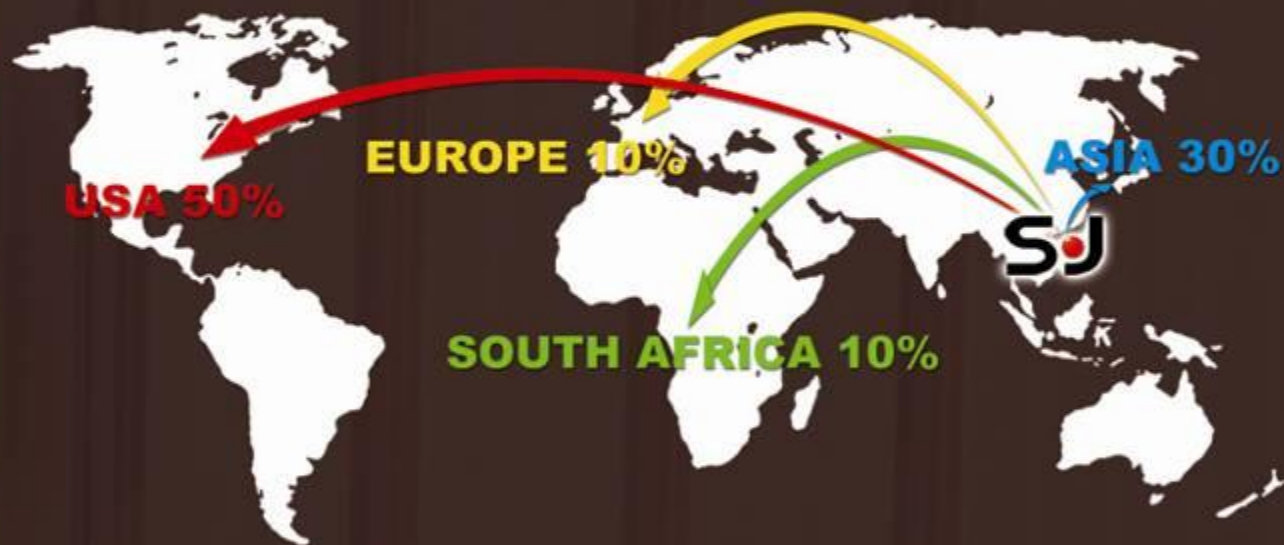 EUROPE 10%
ASIA 30%
USA 50%
SJ
SOUTH AFRICA 10%